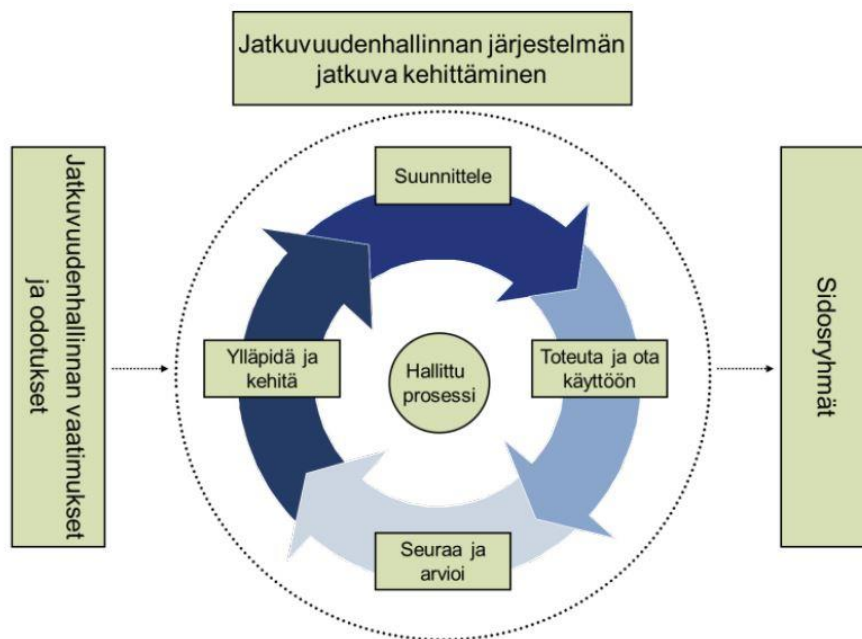 Jatkuvuudenhallinnan järjestelmän
jatkuva kehittäminen
Jatkuvuudenhallinnan vaatimukset
ja odotukset
Suunnittele
Ylläpidä ja
kehitä
Hallittu
prosessi
Toteuta ja ota
käyttöön
Seuraa ja
arvioi
Sidosryhmät